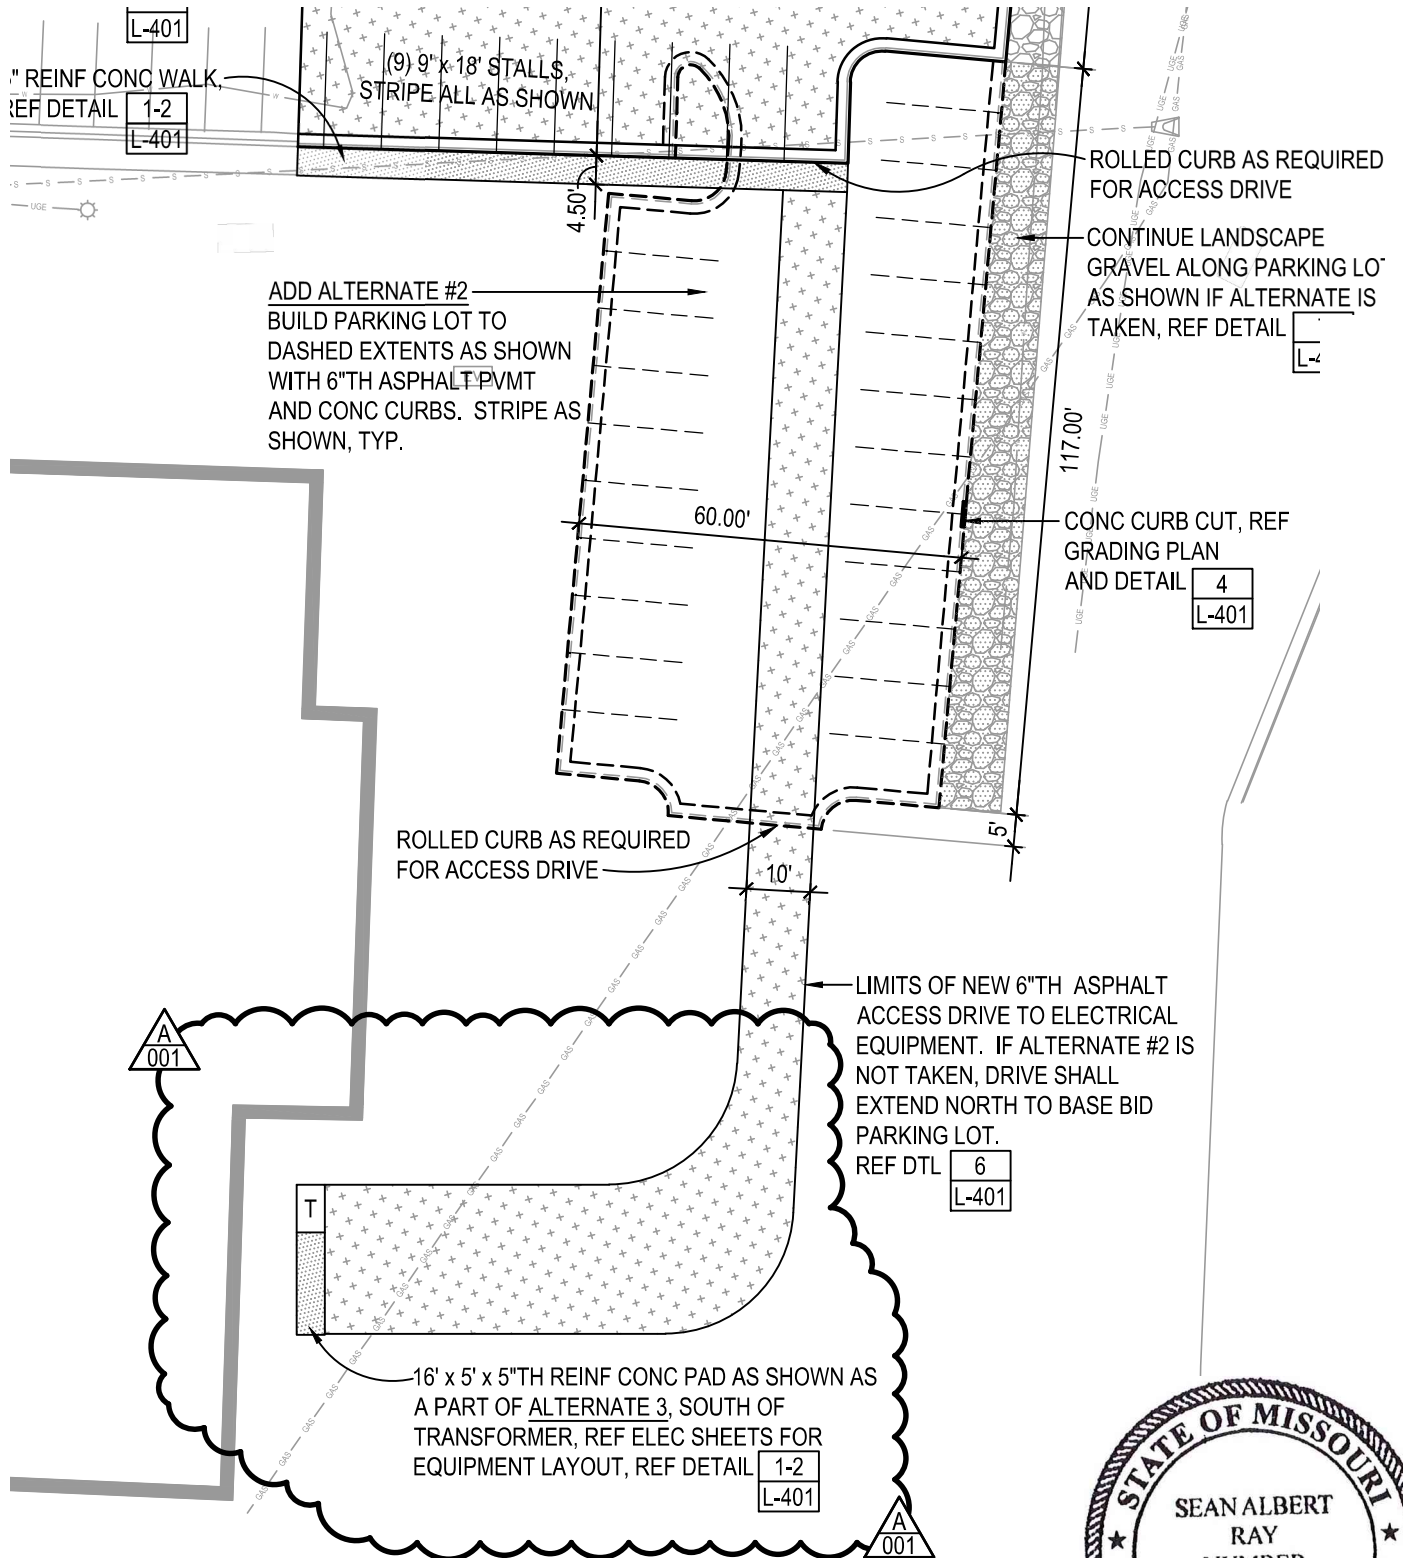 L-401
" REINF CONC WALK,
REF DETAIL 1-2
L-401
(9) 9' x 18' STALLS,
STRIPE ALL AS SHOWN
4.50'
ROLLED CURB AS REQUIRED
FOR ACCESS DRIVE
CONTINUE LANDSCAPE
GRAVEL ALONG PARKING LOT
AS SHOWN IF ALTERNATE IS
TAKEN, REF DETAIL
ADD ALTERNATE #2
BUILD PARKING LOT TO
DASHED EXTENTS AS SHOWN
WITH 6"TH ASPHALT PVMT
AND CONC CURBS. STRIPE AS
SHOWN, TYP.
117.00'
60.00'
CONC CURB CUT, REF
GRADING PLAN
AND DETAIL 4
L-401
ROLLED CURB AS REQUIRED
FOR ACCESS DRIVE
5'
10'
LIMITS OF NEW 6"TH ASPHALT
ACCESS DRIVE TO ELECTRICAL
EQUIPMENT. IF ALTERNATE #2 IS
NOT TAKEN, DRIVE SHALL
EXTEND NORTH TO BASE BID
PARKING LOT.
REF DTL 6
L-401
A
001
T
16' x 5' x 5"TH REINF CONC PAD AS SHOWN AS
A PART OF ALTERNATE 3, SOUTH OF
TRANSFORMER, REF ELEC SHEETS FOR
EQUIPMENT LAYOUT, REF DETAIL 1-2
L-401
A
001
STATE OF MISSOURI
SEAN ALBERT
RAY
UGE
GAS
S